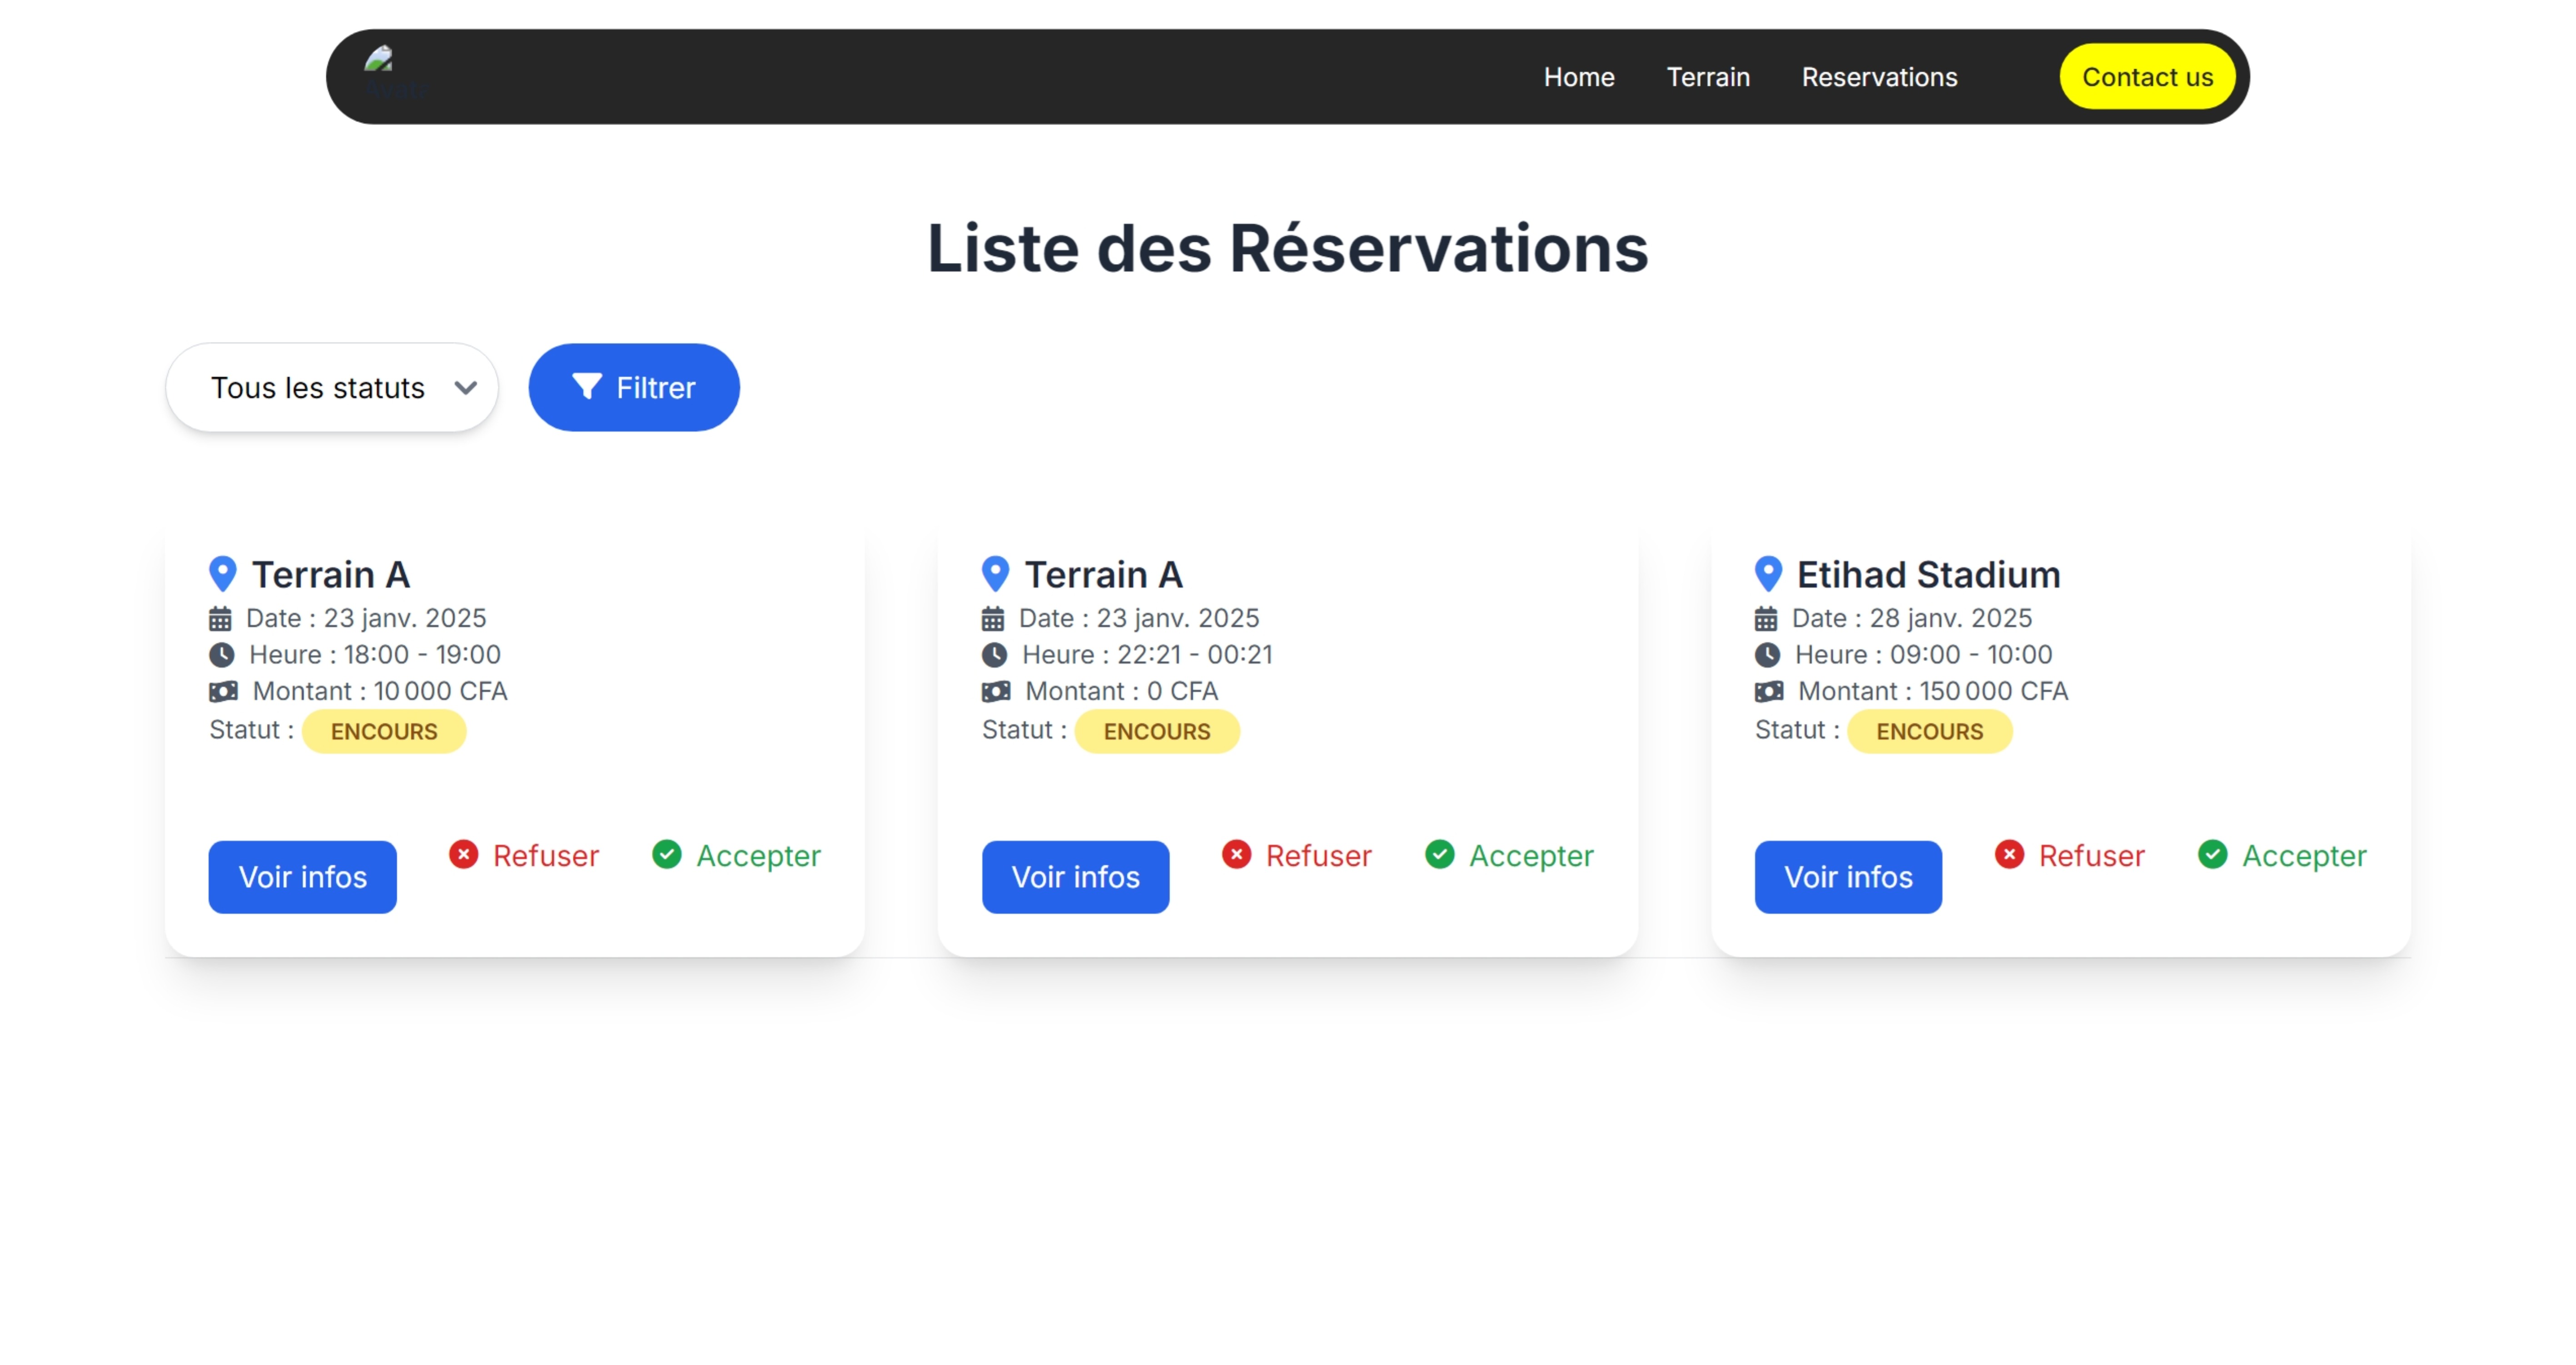 Home Terrain Reservations Contact us
Liste des Réservations
Tous les statuts Filtrer
Terrain A
Date : 23 janv. 2025
Heure : 18:00 - 19:00
Montant : 10 000 CFA
Statut : ENCOURS
Voir infos Refuser Accepter
Terrain A
Date : 23 janv. 2025
Heure : 22:21 - 00:21
Montant : 0 CFA
Statut : ENCOURS
Voir infos Refuser Accepter
Etihad Stadium
Date : 28 janv. 2025
Heure : 09:00 - 10:00
Montant : 150 000 CFA
Statut : ENCOURS
Voir infos Refuser Accepter